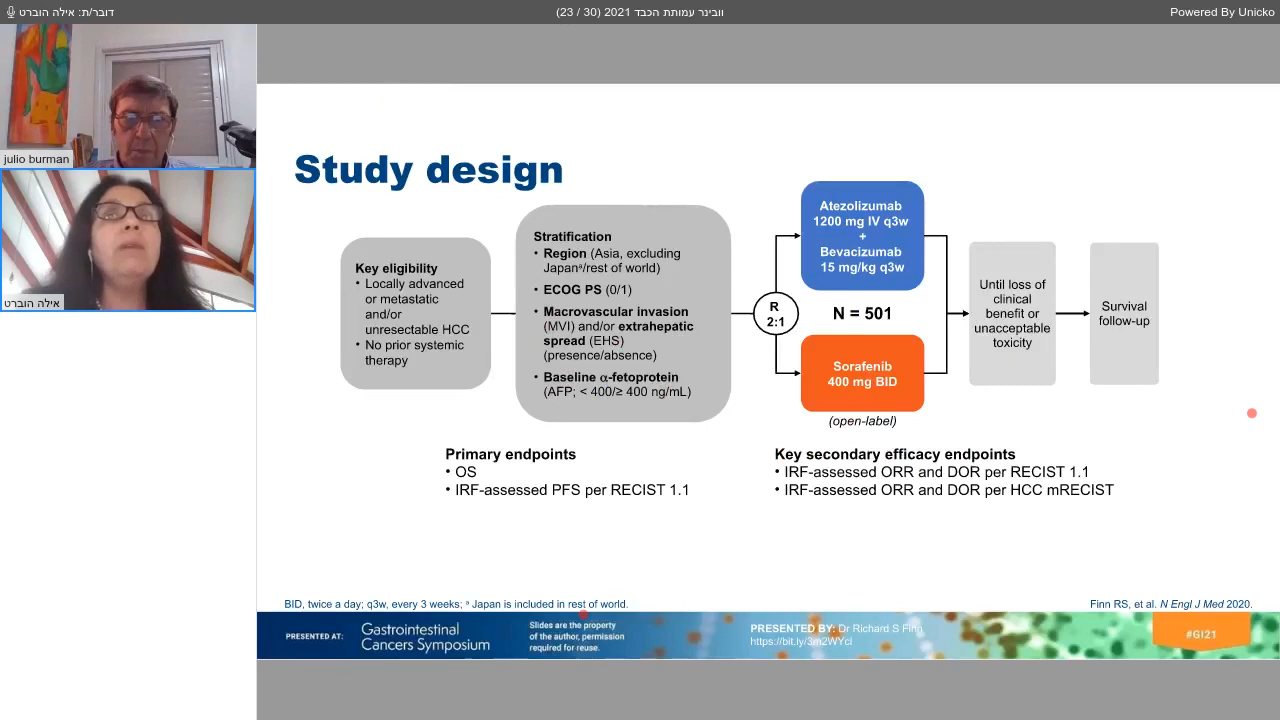 דובר/ת: אילה הוברט
וובינר עמותת הכבד 2021 (30 / 23)
Powered By Unicko
julio burman
אילה הוברט
Study design
Key eligibility
• Locally advanced
or metastatic
and/or
unresectable HCC
• No prior systemic
therapy
Stratification
• Region (Asia, excluding
Japanᵃ/rest of world)
• ECOG PS (0/1)
• Macrovascular invasion
(MVI) and/or extrahepatic
spread (EHS)
(presence/absence)
• Baseline α-fetoprotein
(AFP; < 400/≥ 400 ng/mL)
R
2:1
Atezolizumab
1200 mg IV q3w
+
Bevacizumab
15 mg/kg q3w
N = 501
Sorafenib
400 mg BID
(open-label)
Until loss of
clinical
benefit or
unacceptable
toxicity
Survival
follow-up
Primary endpoints
• OS
• IRF-assessed PFS per RECIST 1.1
Key secondary efficacy endpoints
• IRF-assessed ORR and DOR per RECIST 1.1
• IRF-assessed ORR and DOR per HCC mRECIST
BID, twice a day; q3w, every 3 weeks; ᵃ Japan is included in rest of world.
Finn RS, et al. N Engl J Med 2020.
PRESENTED AT:
Gastrointestinal
Cancers Symposium
Slides are the property
of the author, permission
required for reuse.
PRESENTED BY: Dr Richard S Finn
https://bit.ly/3m2WYcl
#GI21